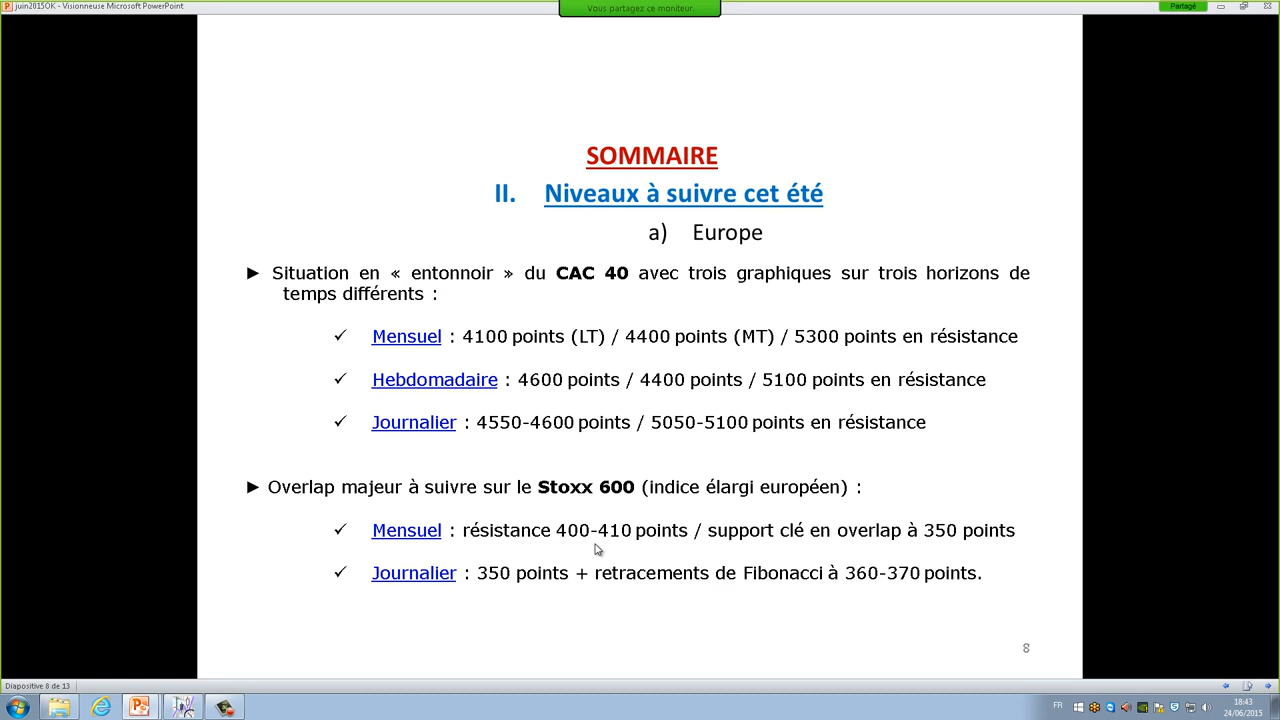 juin2015OK - Visionneuse Microsoft PowerPoint
Vous partagez ce moniteur.
Partagé
SOMMAIRE
II. Niveaux à suivre cet été
a) Europe
► Situation en « entonnoir » du CAC 40 avec trois graphiques sur trois horizons de
temps différents :
✓ Mensuel : 4100 points (LT) / 4400 points (MT) / 5300 points en résistance
✓ Hebdomadaire : 4600 points / 4400 points / 5100 points en résistance
✓ Journalier : 4550-4600 points / 5050-5100 points en résistance
► Overlap majeur à suivre sur le Stoxx 600 (indice élargi européen) :
✓ Mensuel : résistance 400-410 points / support clé en overlap à 350 points
✓ Journalier : 350 points + retracements de Fibonacci à 360-370 points.
8
Diapositive 8 de 13
FR
18:43
24/06/2015